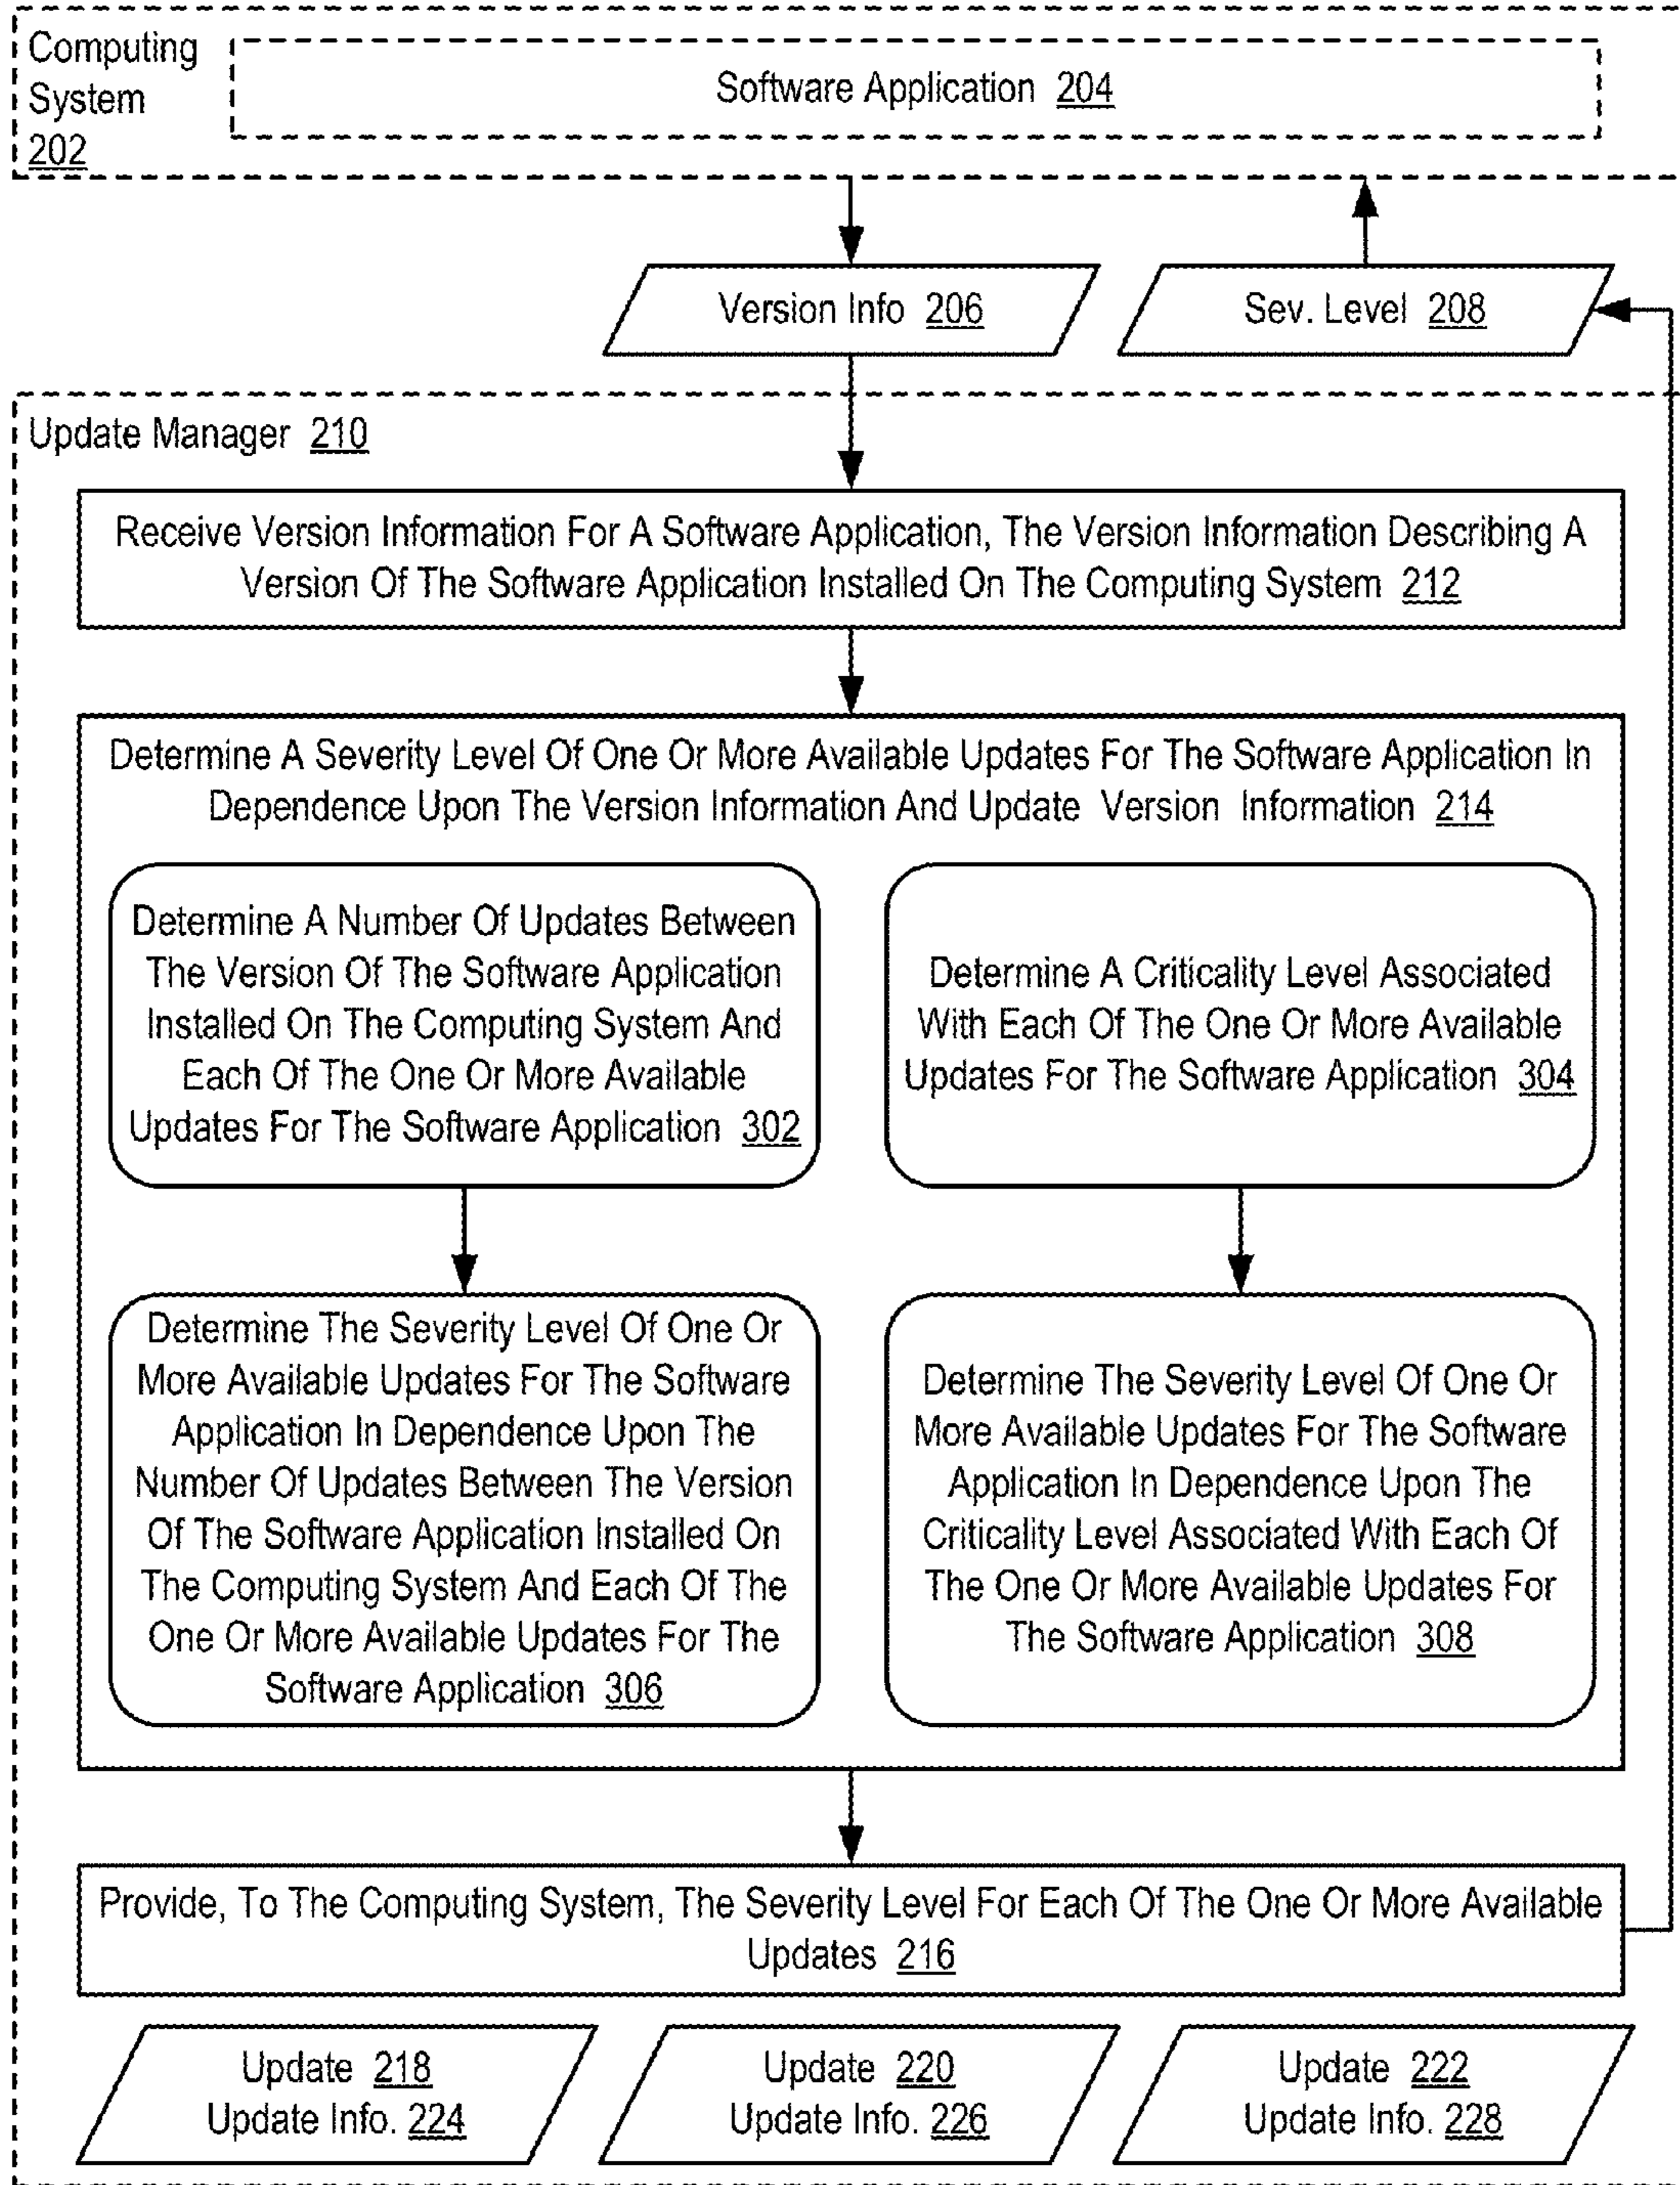 Computing
System
202
Software Application 204
Version Info 206
Sev. Level 208
Update Manager 210
Receive Version Information For A Software Application, The Version Information Describing A
Version Of The Software Application Installed On The Computing System 212
Determine A Severity Level Of One Or More Available Updates For The Software Application In
Dependence Upon The Version Information And Update Version Information 214
Determine A Number Of Updates Between
The Version Of The Software Application
Installed On The Computing System And
Each Of The One Or More Available
Updates For The Software Application 302
Determine A Criticality Level Associated
With Each Of The One Or More Available
Updates For The Software Application 304
Determine The Severity Level Of One Or
More Available Updates For The Software
Application In Dependence Upon The
Number Of Updates Between The Version
Of The Software Application Installed On
The Computing System And Each Of The
One Or More Available Updates For The
Software Application 306
Determine The Severity Level Of One Or
More Available Updates For The Software
Application In Dependence Upon The
Criticality Level Associated With Each Of
The One Or More Available Updates For
The Software Application 308
Provide, To The Computing System, The Severity Level For Each Of The One Or More Available
Updates 216
Update 218
Update Info. 224
Update 220
Update Info. 226
Update 222
Update Info. 228